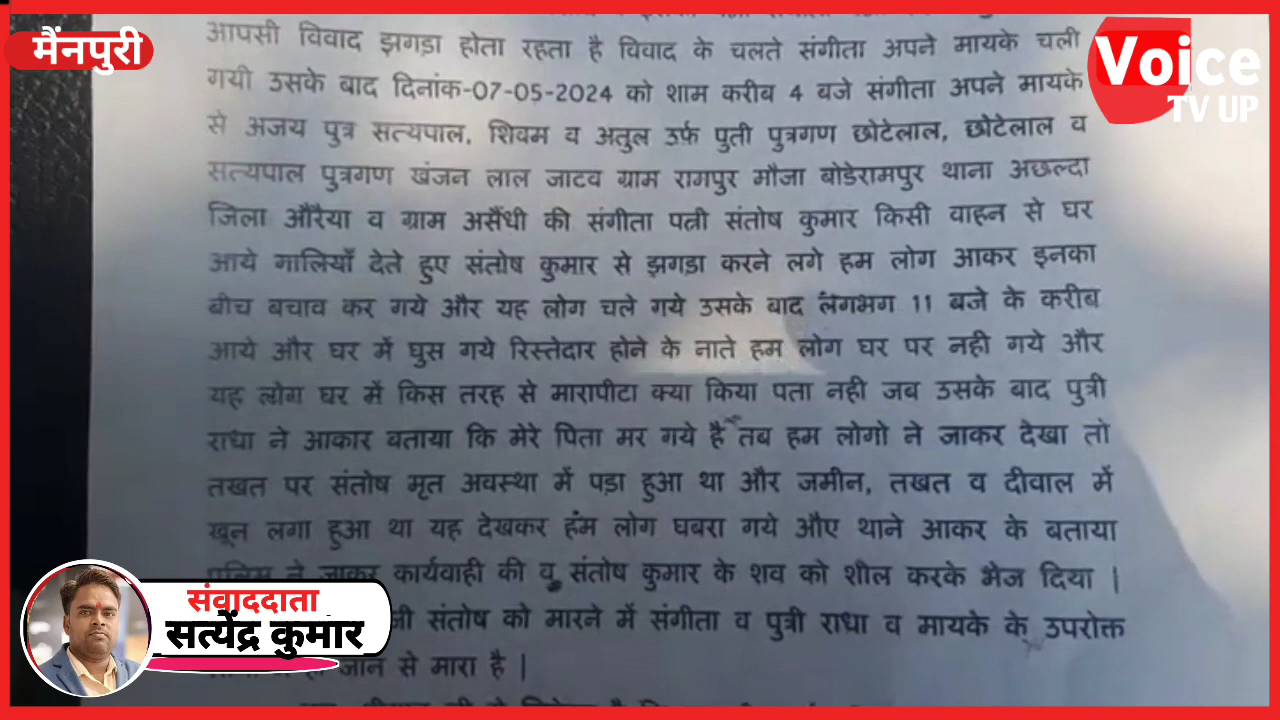 मैंनपुरी
Voice
TV UP
आपसी विवाद झगड़ा होता रहता है विवाद के चलते संगीता अपने मायके चली
गयी उसके बाद दिनांक-07-05-2024 को शाम करीब 4 बजे संगीता अपने मायके
से अजय पुत्र सत्यपाल, शिवम व अतुल उर्फ़ पुती पुत्रगण छोटेलाल, छोटेलाल व
सत्यपाल पुत्रगण खंजन लाल जाटव ग्राम रामपुर मौजा बोडेरामपुर थाना अछल्दा
जिला औरैया व ग्राम असैंधी की संगीता पत्नी संतोष कुमार किसी वाहन से घर
आये गालियाँ देते हुए संतोष कुमार से झगडा करने लगे हम लोग आकर इनका
बीच बचाव कर गये और यह लोग चले गये उसके बाद लगभग 11 बजे के करीब
आये और घर में घुस गये रिस्तेदार होने के नाते हम लोग घर पर नही गये और
यह लोग घर में किस तरह से मारापीटा क्या किया पता नही जब उसके बाद पुत्री
राधा ने आकार बताया कि मेरे पिता मर गये है तब हम लोगो ने जाकर देखा तो
तखत पर संतोष मृत अवस्था में पड़ा हुआ था और जमीन, तखत व दीवाल में
खून लगा हुआ था यह देखकर हम लोग घबरा गये औए थाने आकर के बताया
पुलिस ने जाकर कार्यवाही की व संतोष कुमार के शव को शील करके भेज दिया |
जी संतोष को मारने में संगीता व पुत्री राधा व मायके के उपरोक्त
जान से मारा है |
संवाददाता
सत्येंद्र कुमार